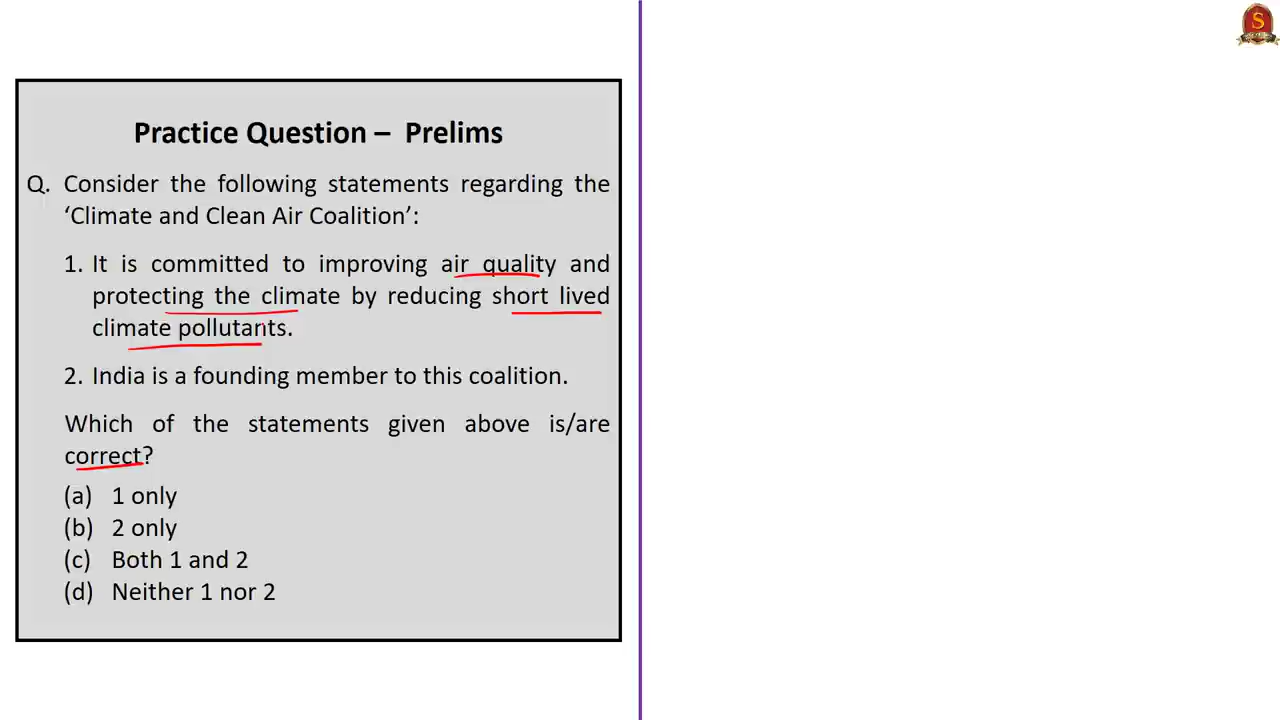 Practice Question – Prelims
Q. Consider the following statements regarding the
‘Climate and Clean Air Coalition’:
1. It is committed to improving air quality and
protecting the climate by reducing short lived
climate pollutants.
2. India is a founding member to this coalition.
Which of the statements given above is/are
correct?
(a) 1 only
(b) 2 only
(c) Both 1 and 2
(d) Neither 1 nor 2
S